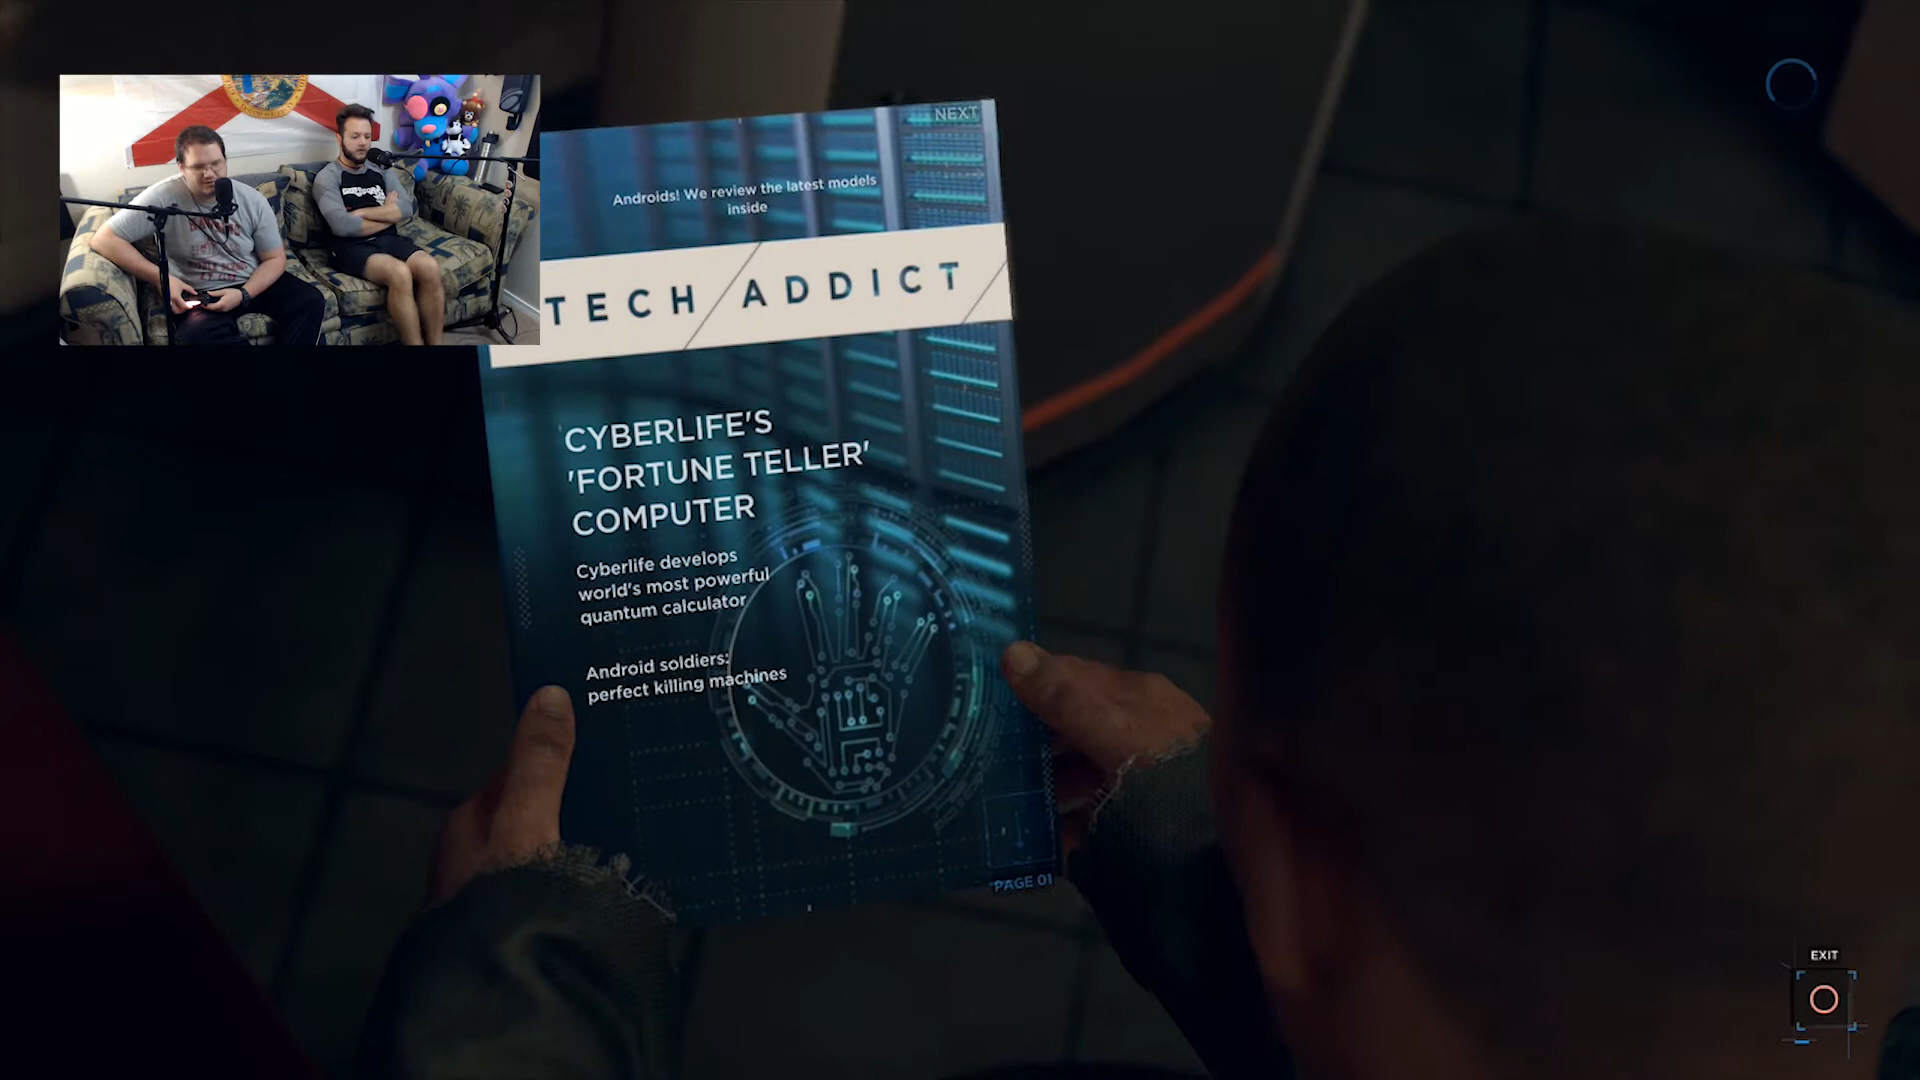 NEXT
Androids! We review the latest models
inside
TECH ADDICT
CYBERLIFE'S
'FORTUNE TELLER'
COMPUTER
Cyberlife develops
world's most powerful
quantum calculator
Android soldiers:
perfect killing machines
PAGE 01
EXIT